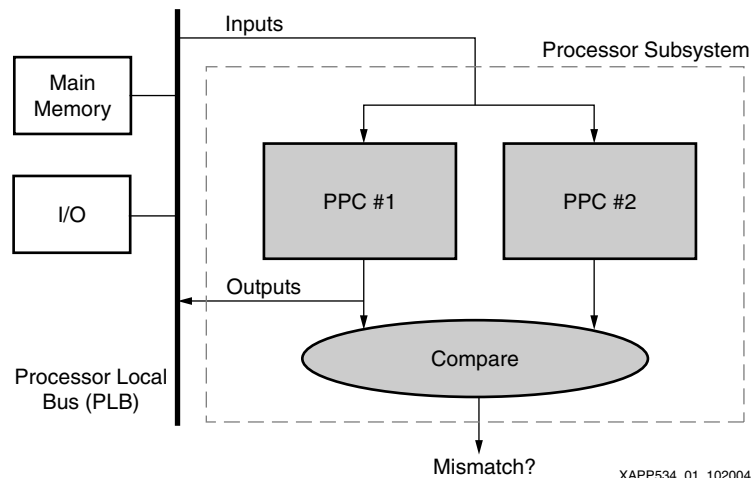 Inputs
Processor Subsystem
Main
Memory
PPC #1
PPC #2
I/O
Outputs
Compare
Processor Local
Bus (PLB)
Mismatch?
XAPP534_01_102004